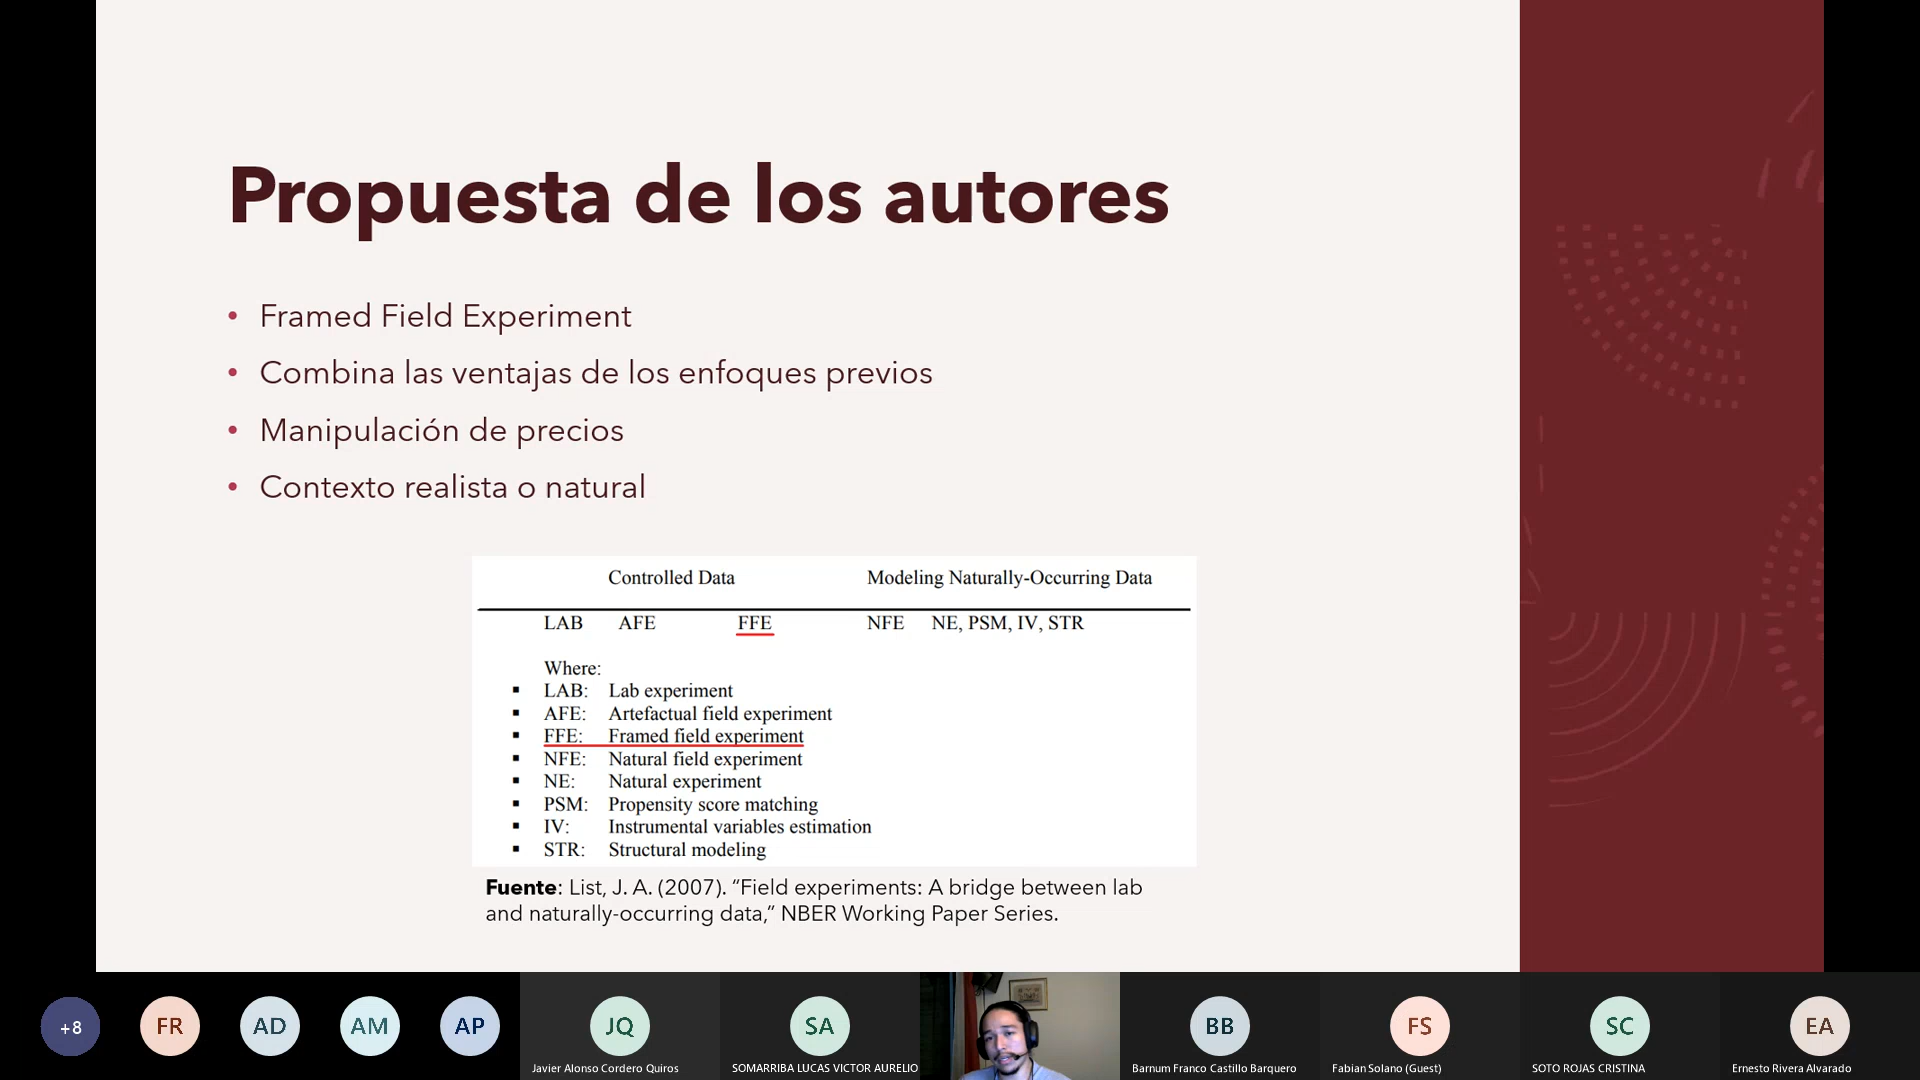 Propuesta de los autores
• Framed Field Experiment
• Combina las ventajas de los enfoques previos
• Manipulación de precios
• Contexto realista o natural
Controlled Data Modeling Naturally-Occurring Data
LAB AFE FFE NFE NE, PSM, IV, STR
Where:
▪ LAB: Lab experiment
▪ AFE: Artefactual field experiment
▪ FFE: Framed field experiment
▪ NFE: Natural field experiment
▪ NE: Natural experiment
▪ PSM: Propensity score matching
▪ IV: Instrumental variables estimation
▪ STR: Structural modeling
Fuente: List, J. A. (2007). “Field experiments: A bridge between lab
and naturally-occurring data,” NBER Working Paper Series.
+8 FR AD AM AP JQ SA BB FS SC EA
Javier Alonso Cordero Quiros SOMARRIBA LUCAS VICTOR AURELIO Barnum Franco Castillo Barquero Fabian Solano (Guest) SOTO ROJAS CRISTINA Ernesto Rivera Alvarado